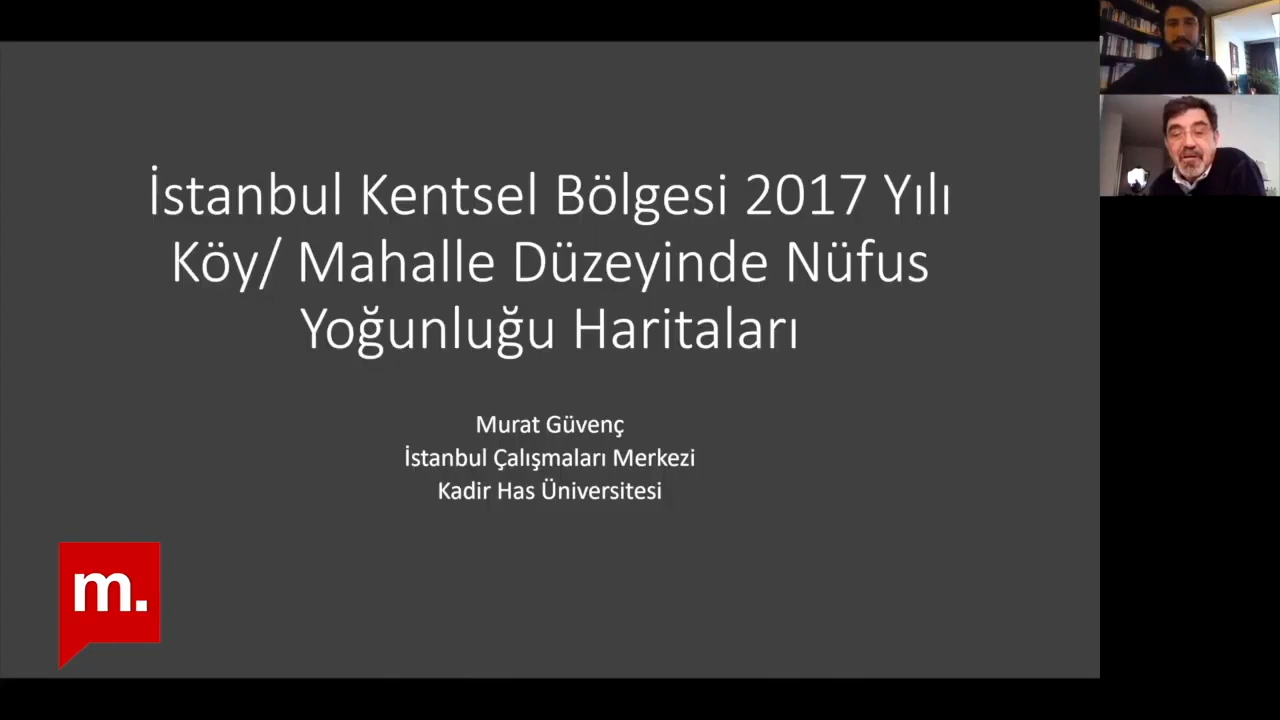 İstanbul Kentsel Bölgesi 2017 Yılı
Köy/ Mahalle Düzeyinde Nüfus
Yoğunluğu Haritaları
Murat Güvenç
İstanbul Çalışmaları Merkezi
Kadir Has Üniversitesi
m.